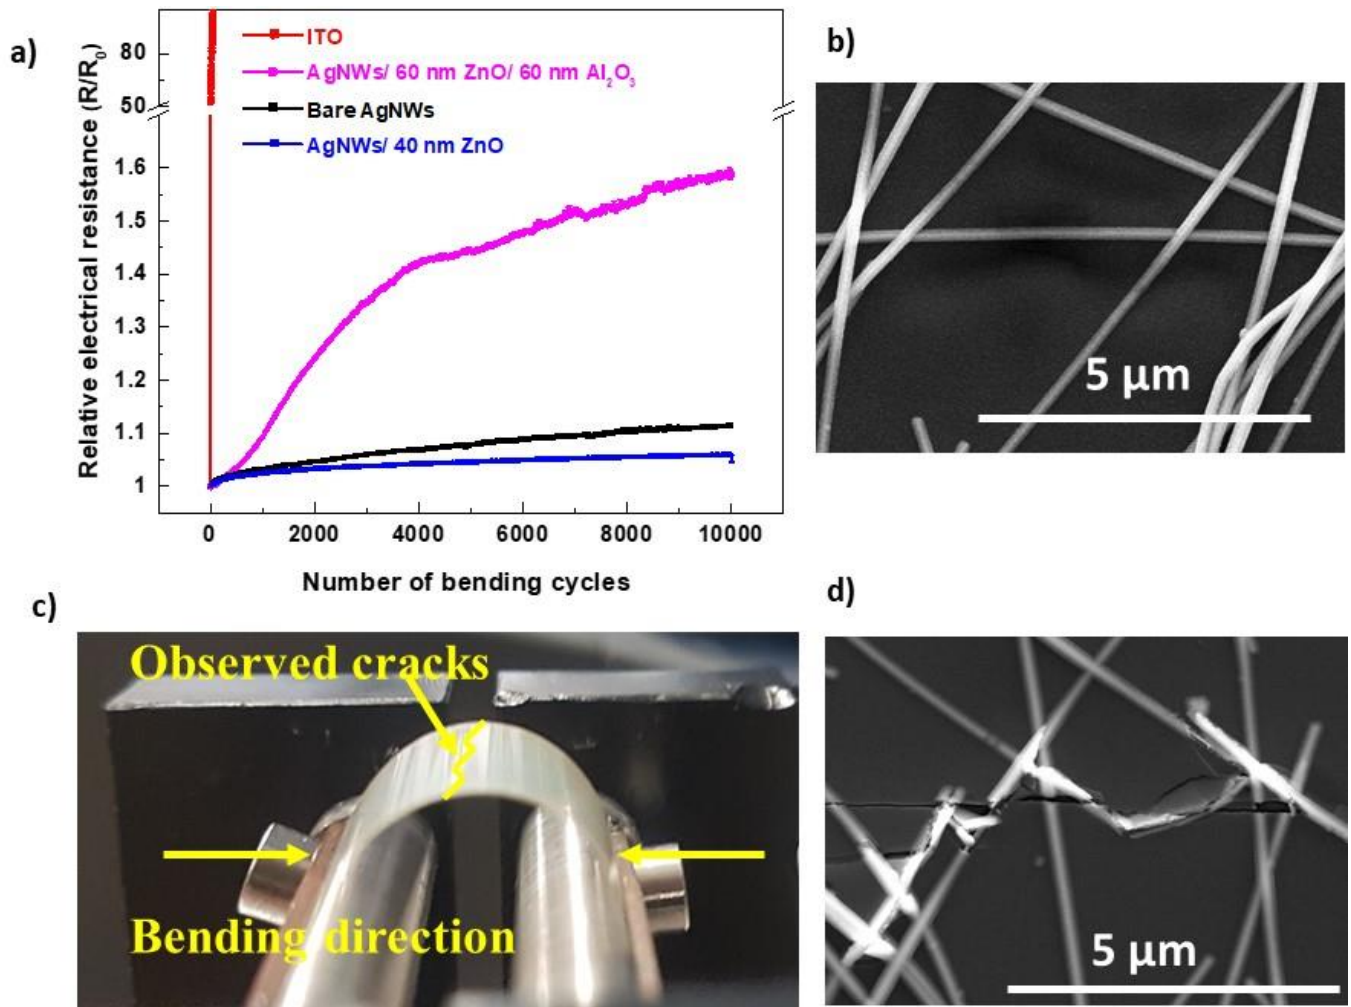 a)
Relative electrical resistance (R/R₀)
80
50
1.6
1.5
1.4
1.3
1.2
1.1
1
ITO
AgNWs/ 60 nm ZnO/ 60 nm Al₂O₃
Bare AgNWs
AgNWs/ 40 nm ZnO
0 2000 4000 6000 8000 10000
Number of bending cycles
b)
5 µm
c)
Observed cracks
Bending direction
d)
5 µm